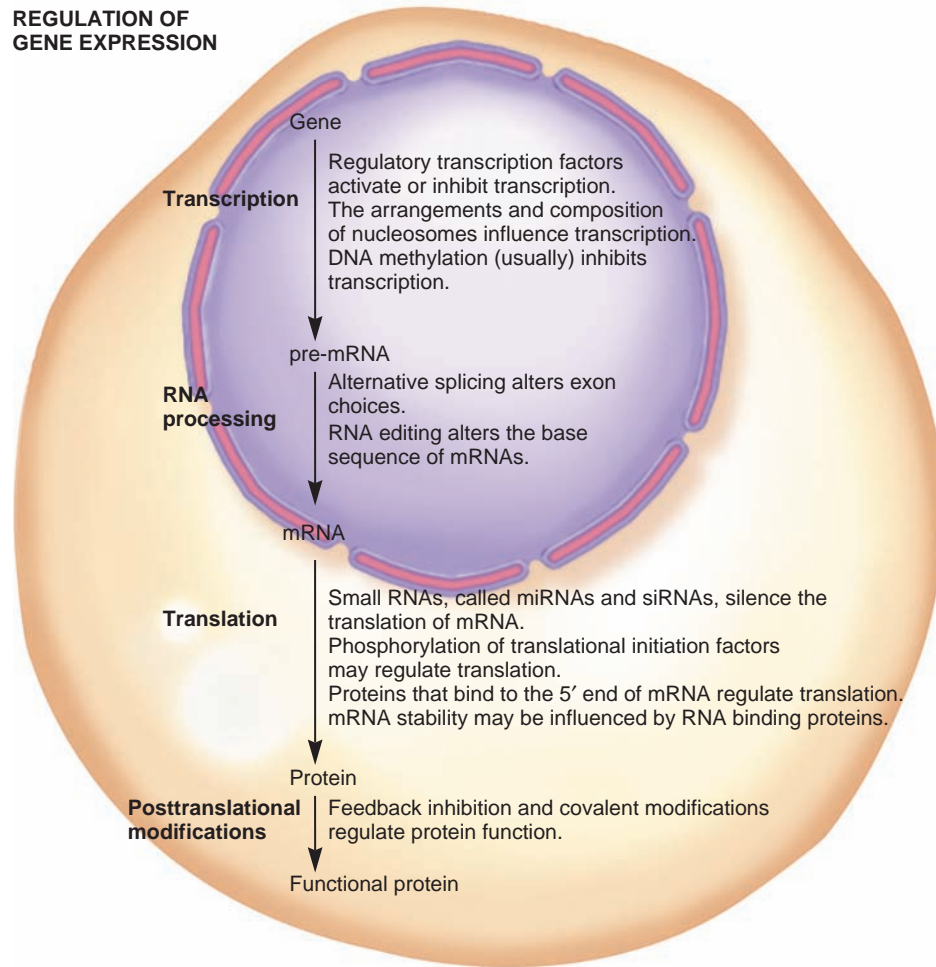 REGULATION OF
GENE EXPRESSION
Gene
Transcription
Regulatory transcription factors
activate or inhibit transcription.
The arrangements and composition
of nucleosomes influence transcription.
DNA methylation (usually) inhibits
transcription.
pre-mRNA
RNA
processing
Alternative splicing alters exon
choices.
RNA editing alters the base
sequence of mRNAs.
mRNA
Translation
Small RNAs, called miRNAs and siRNAs, silence the
translation of mRNA.
Phosphorylation of translational initiation factors
may regulate translation.
Proteins that bind to the 5′ end of mRNA regulate translation.
mRNA stability may be influenced by RNA binding proteins.
Protein
Posttranslational
modifications
Feedback inhibition and covalent modifications
regulate protein function.
Functional protein